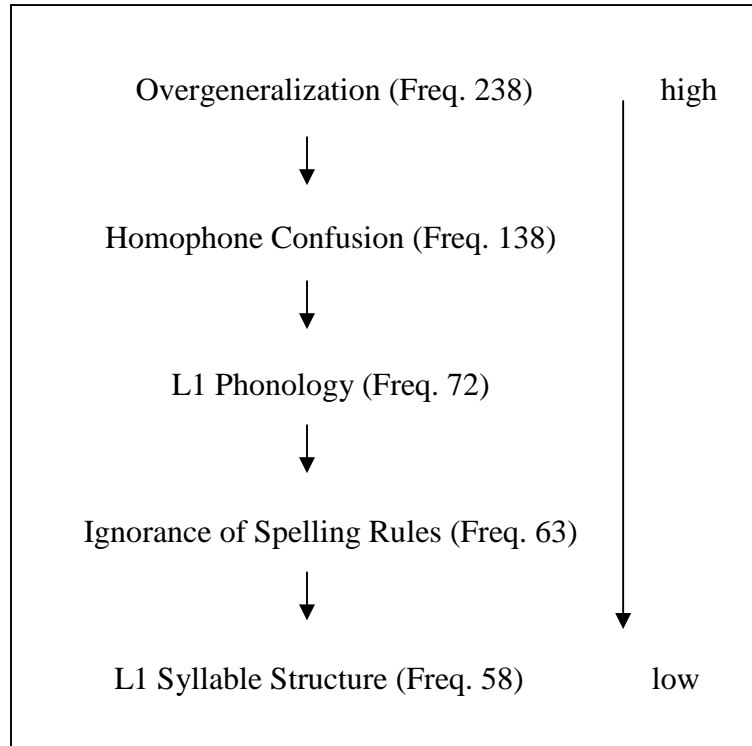 Overgeneralization (Freq. 238) high
Homophone Confusion (Freq. 138)
L1 Phonology (Freq. 72)
Ignorance of Spelling Rules (Freq. 63)
L1 Syllable Structure (Freq. 58) low